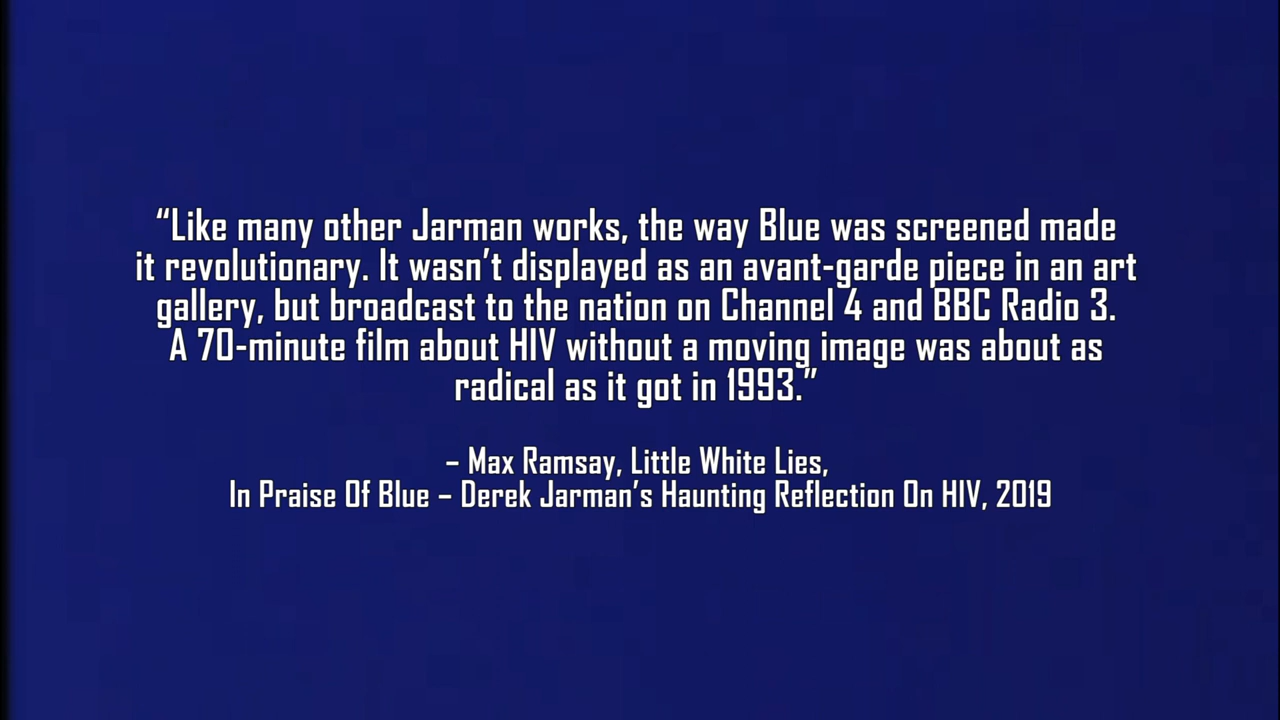 “Like many other Jarman works, the way Blue was screened made
it revolutionary. It wasn’t displayed as an avant-garde piece in an art
gallery, but broadcast to the nation on Channel 4 and BBC Radio 3.
A 70-minute film about HIV without a moving image was about as
radical as it got in 1993.”
– Max Ramsay, Little White Lies,
In Praise Of Blue – Derek Jarman’s Haunting Reflection On HIV, 2019